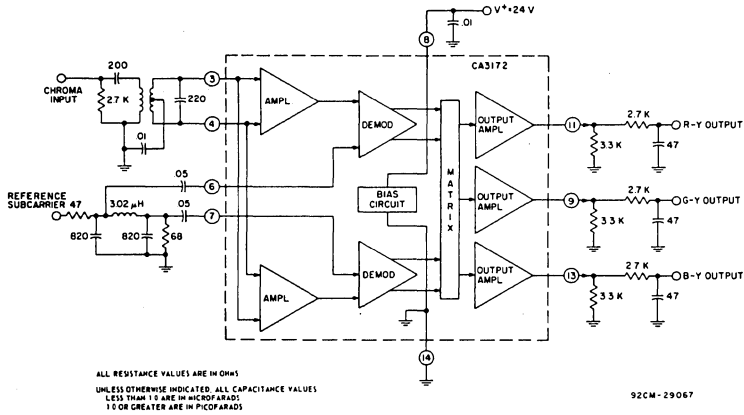 V+=24 V
.01
8
CA3172
CHROMA
INPUT
200
2.7 K
220
.01
3
4
AMPL
DEMOD
OUTPUT
AMPL
11
2.7 K
R-Y OUTPUT
3.3 K
47
.05
6
REFERENCE
SUBCARRIER
47
3.02 μH
.05
7
820
820
68
BIAS
CIRCUIT
MATRIX
OUTPUT
AMPL
9
2.7 K
G-Y OUTPUT
3.3 K
47
AMPL
DEMOD
OUTPUT
AMPL
13
2.7 K
B-Y OUTPUT
3.3 K
47
14
ALL RESISTANCE VALUES ARE IN OHMS
UNLESS OTHERWISE INDICATED, ALL CAPACITANCE VALUES
LESS THAN 1.0 ARE IN MICROFARADS
1.0 OR GREATER ARE IN PICOFARADS
92CM-29067